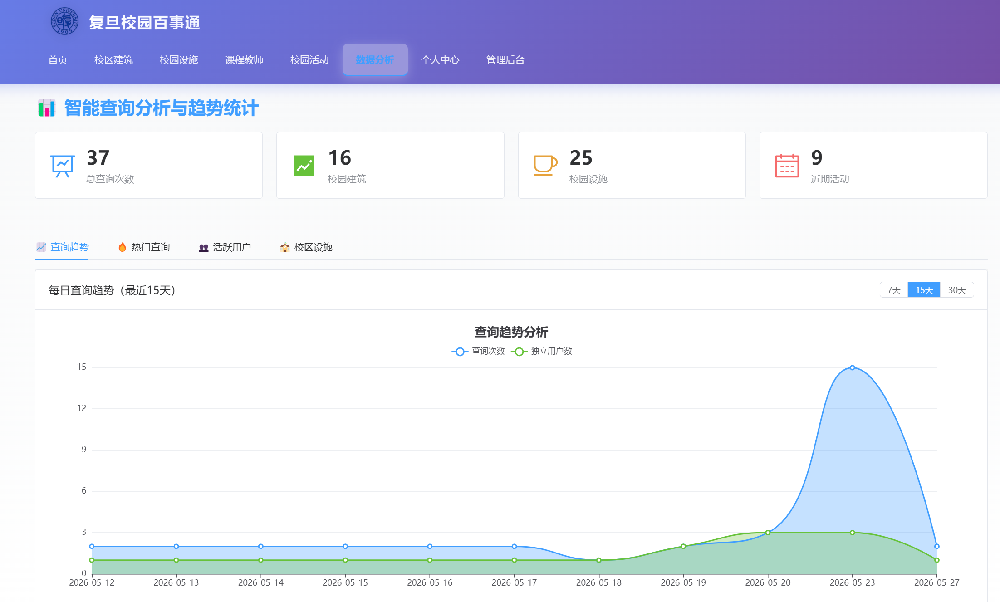 FUDAN UNIVERSITY
1905
复旦校园百事通
首页 校区建筑 校园设施 课程教师 校园活动 数据分析 个人中心 管理后台
智能查询分析与趋势统计
37
总查询次数
16
校园建筑
25
校园设施
9
近期活动
查询趋势 热门查询 活跃用户 校区设施
每日查询趋势（最近15天）
7天 15天 30天
查询趋势分析
查询次数 独立用户数
15
12
9
6
3
0
2026-05-12 2026-05-13 2026-05-14 2026-05-15 2026-05-16 2026-05-17 2026-05-18 2026-05-19 2026-05-20 2026-05-23 2026-05-27